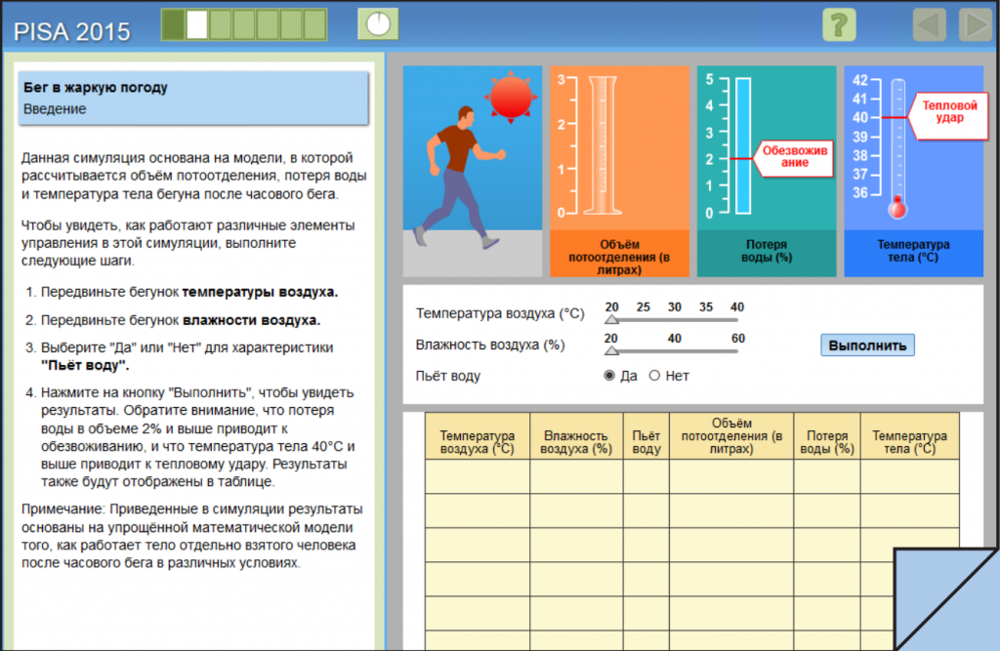 PISA 2015
?
Бег в жаркую погоду
Введение
Данная симуляция основана на модели, в которой
рассчитывается объём потоотделения, потеря воды
и температура тела бегуна после часового бега.
Чтобы увидеть, как работают различные элементы
управления в этой симуляции, выполните
следующие шаги.
1. Передвиньте бегунок температуры воздуха.
2. Передвиньте бегунок влажности воздуха.
3. Выберите "Да" или "Нет" для характеристики
"Пьёт воду".
4. Нажмите на кнопку "Выполнить", чтобы увидеть
результаты. Обратите внимание, что потеря
воды в объеме 2% и выше приводит к
обезвоживанию, и что температура тела 40°C и
выше приводит к тепловому удару. Результаты
также будут отображены в таблице.
Примечание: Приведенные в симуляции результаты
основаны на упрощённой математической модели
того, как работает тело отдельно взятого человека
после часового бега в различных условиях.
3
2
1
0
Объём
потоотделения (в
литрах)
5
4
3
2
1
0
Обезвожив
ание
Потеря
воды (%)
42
41
40
39
38
37
36
Тепловой
удар
Температура
тела (°C)
Температура воздуха (°C) 20 25 30 35 40
Влажность воздуха (%) 20 40 60
Пьёт воду Да Нет
Выполнить
Температура
воздуха (°C)
Влажность
воздуха (%)
Пьёт
воду
Объём
потоотделения (в
литрах)
Потеря
воды (%)
Температура
тела (°C)